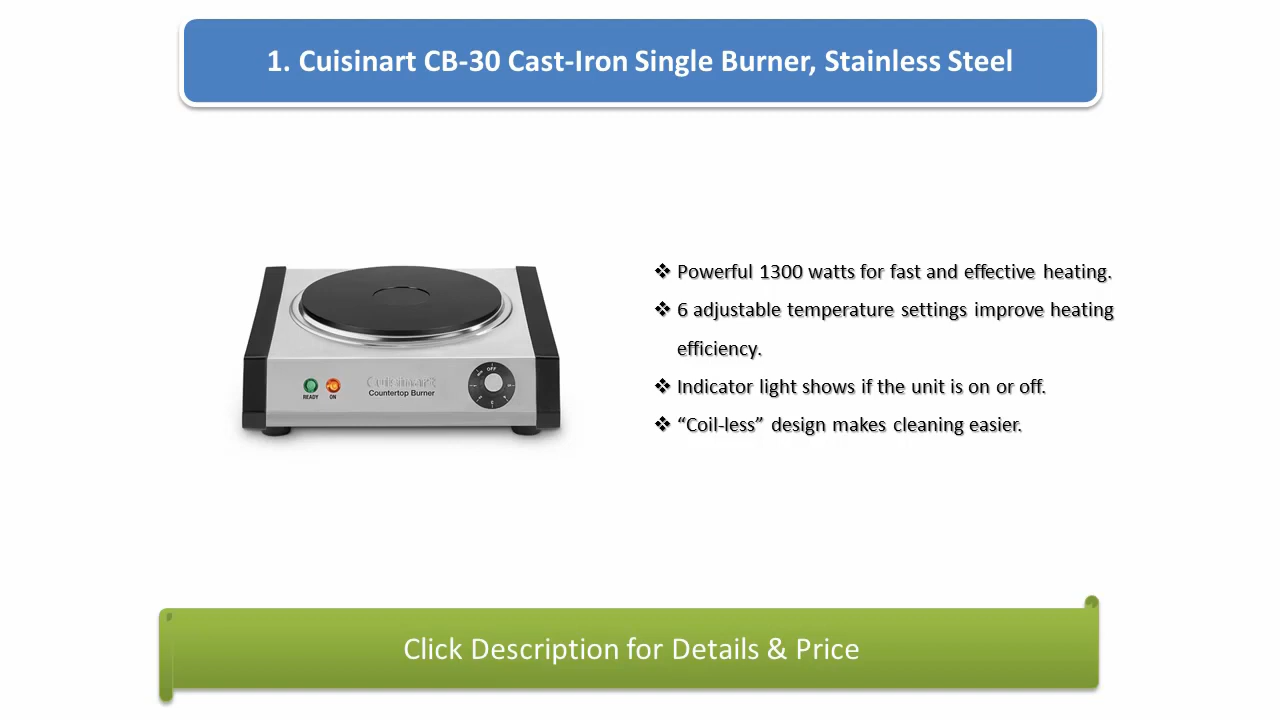 1. Cuisinart CB-30 Cast-Iron Single Burner, Stainless Steel
❖ Powerful 1300 watts for fast and effective heating.
❖ 6 adjustable temperature settings improve heating
efficiency.
❖ Indicator light shows if the unit is on or off.
❖ “Coil-less” design makes cleaning easier.
Cuisinart
Countertop Burner
READY
ON
OFF
Click Description for Details & Price